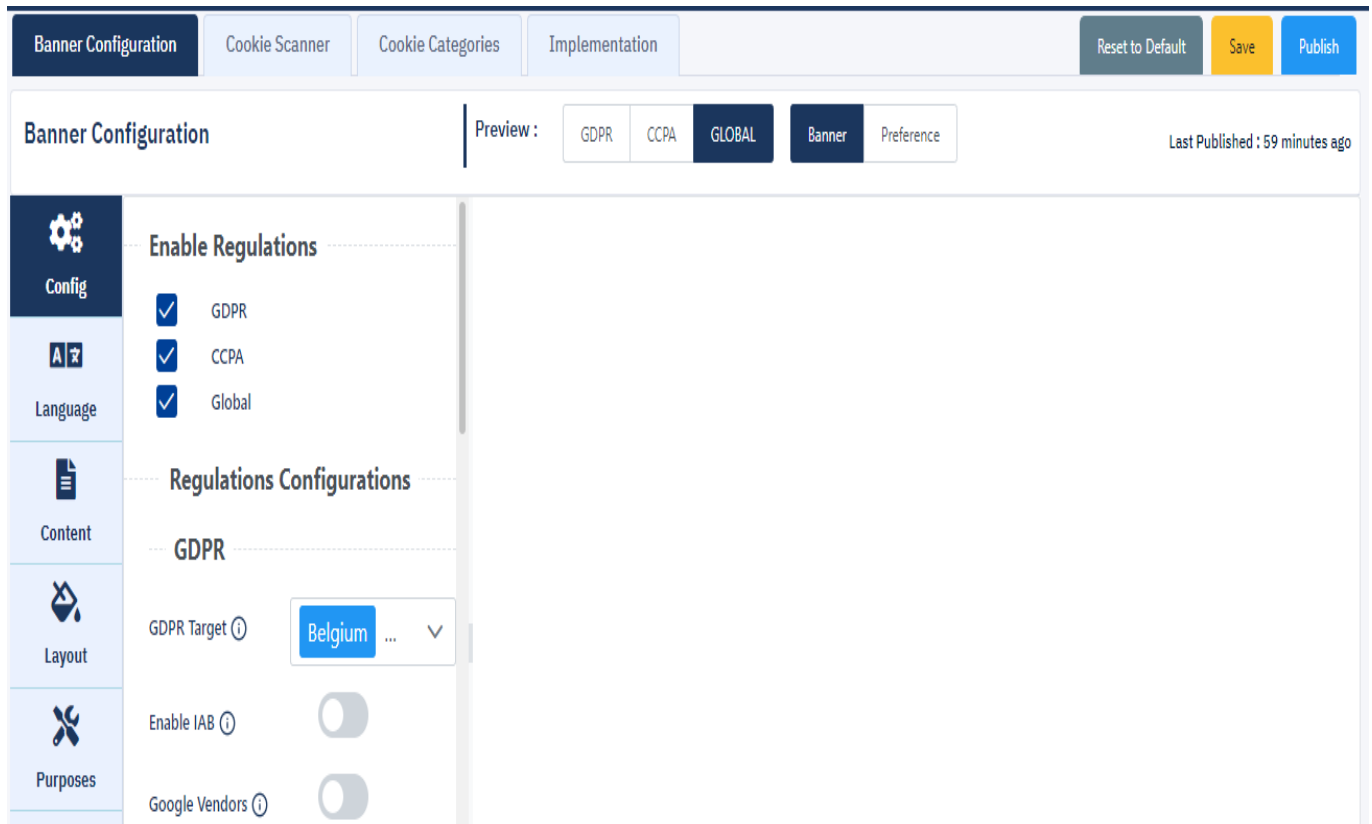 Banner Configuration Cookie Scanner Cookie Categories Implementation Reset to Default Save Publish
Banner Configuration Preview : GDPR CCPA GLOBAL Banner Preference Last Published : 59 minutes ago
Config
Language
Content
Layout
Purposes
Enable Regulations
GDPR
CCPA
Global
Regulations Configurations
GDPR
GDPR Target Belgium ...
Enable IAB
Google Vendors